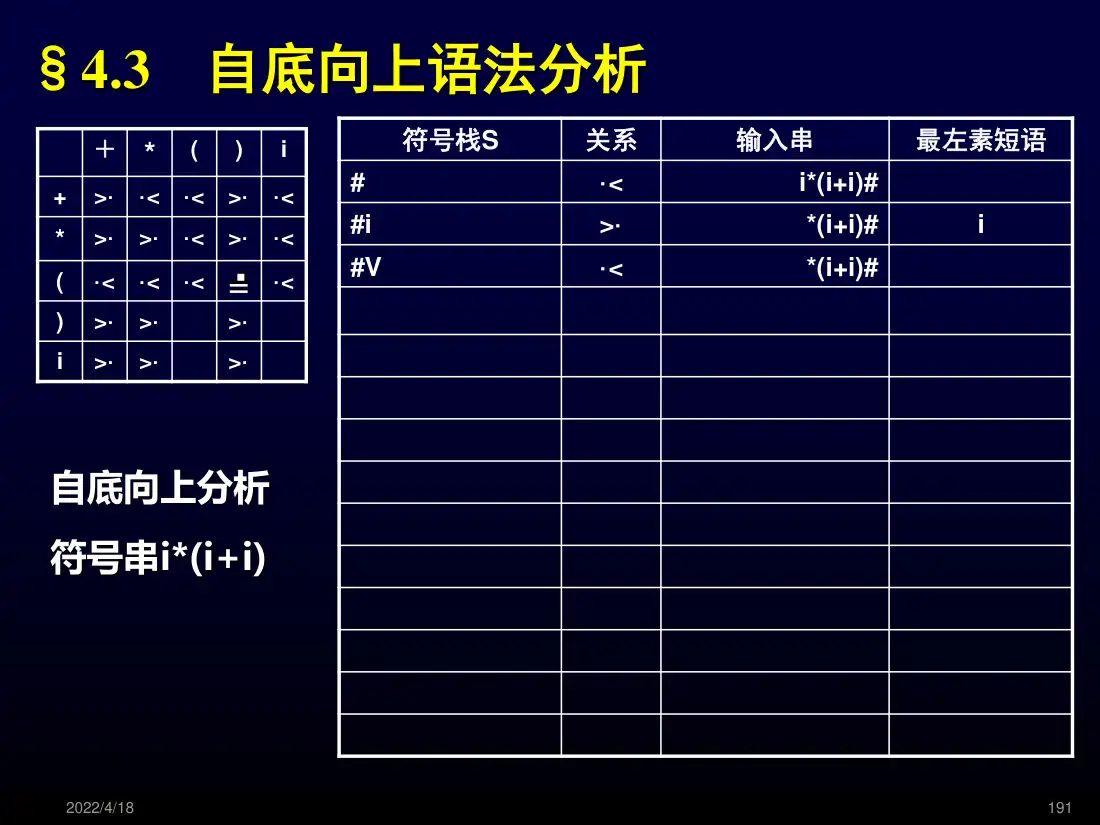 §4.3 自底向上语法分析
＋ * ( ) i
+ >· ·< ·< >· ·<
* >· >· ·< >· ·<
( ·< ·< ·< ≐ ·<
) >· >· >·
i >· >· >·
符号栈S 关系 输入串 最左素短语
# ·< i*(i+i)#
#i >· *(i+i)# i
#V ·< *(i+i)#
自底向上分析
符号串i*(i+i)
2022/4/18
191